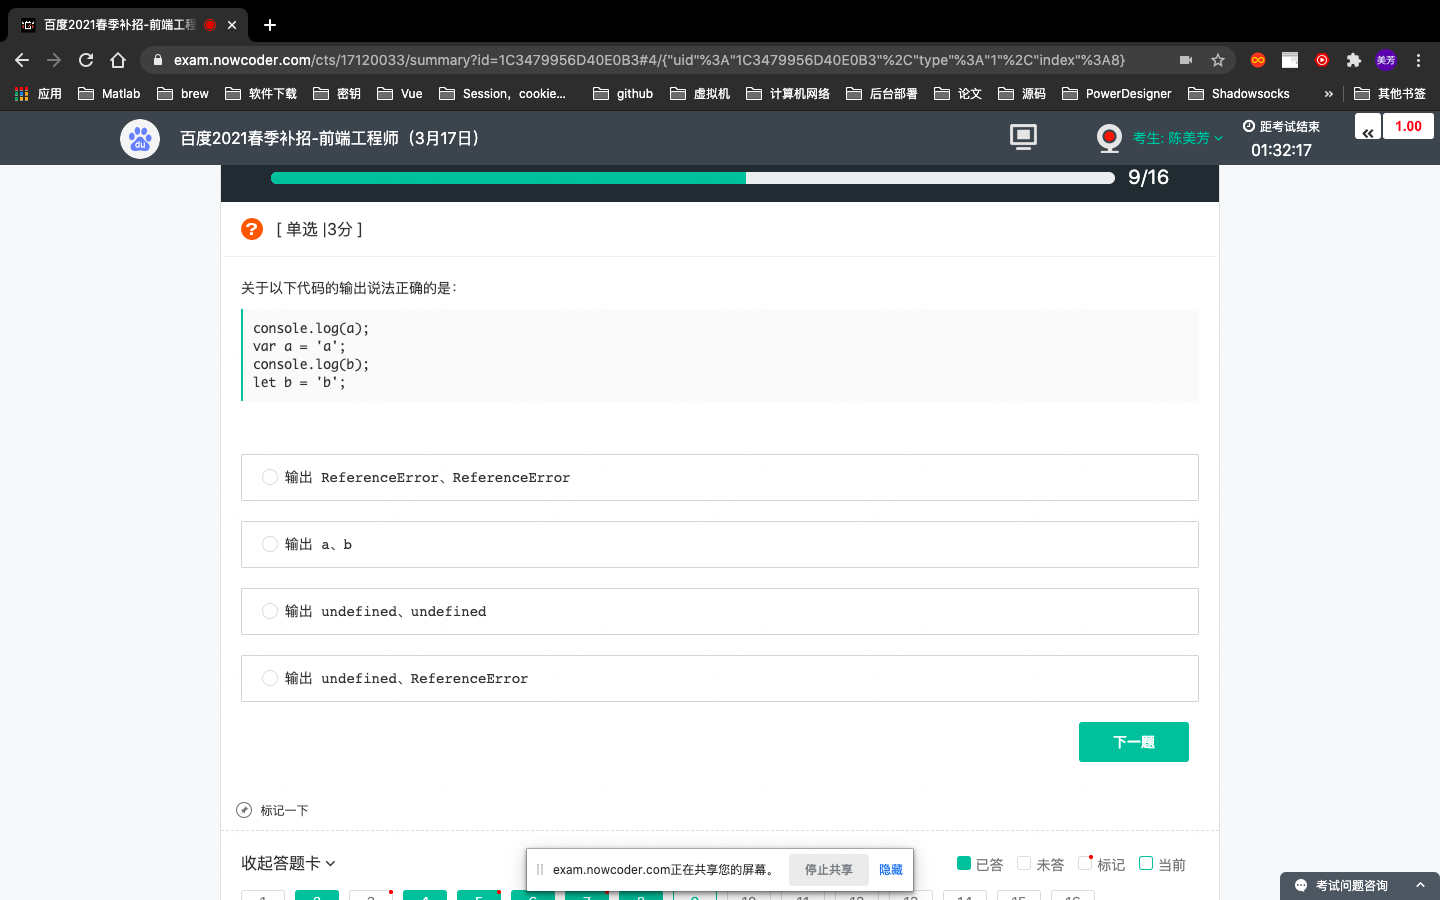 百度2021春季补招-前端工程
exam.nowcoder.com/cts/17120033/summary?id=1C3479956D40E0B3#4/{"uid"%3A"1C3479956D40E0B3"%2C"type"%3A"1"%2C"index"%3A8}
美芳
应用 Matlab brew 软件下载 密钥 Vue Session，cookie... github 虚拟机 计算机网络 后台部署 论文 源码 PowerDesigner Shadowsocks » 其他书签
du
百度2021春季补招-前端工程师（3月17日）
考生: 陈美芳
距考试结束
01:32:17
«
1.00
9/16
? [ 单选 |3分 ]
关于以下代码的输出说法正确的是：
console.log(a);
var a = 'a';
console.log(b);
let b = 'b';
输出 ReferenceError、ReferenceError
输出 a、b
输出 undefined、undefined
输出 undefined、ReferenceError
下一题
标记一下
收起答题卡
已答 未答 标记 当前
exam.nowcoder.com正在共享您的屏幕。 停止共享 隐藏
考试问题咨询